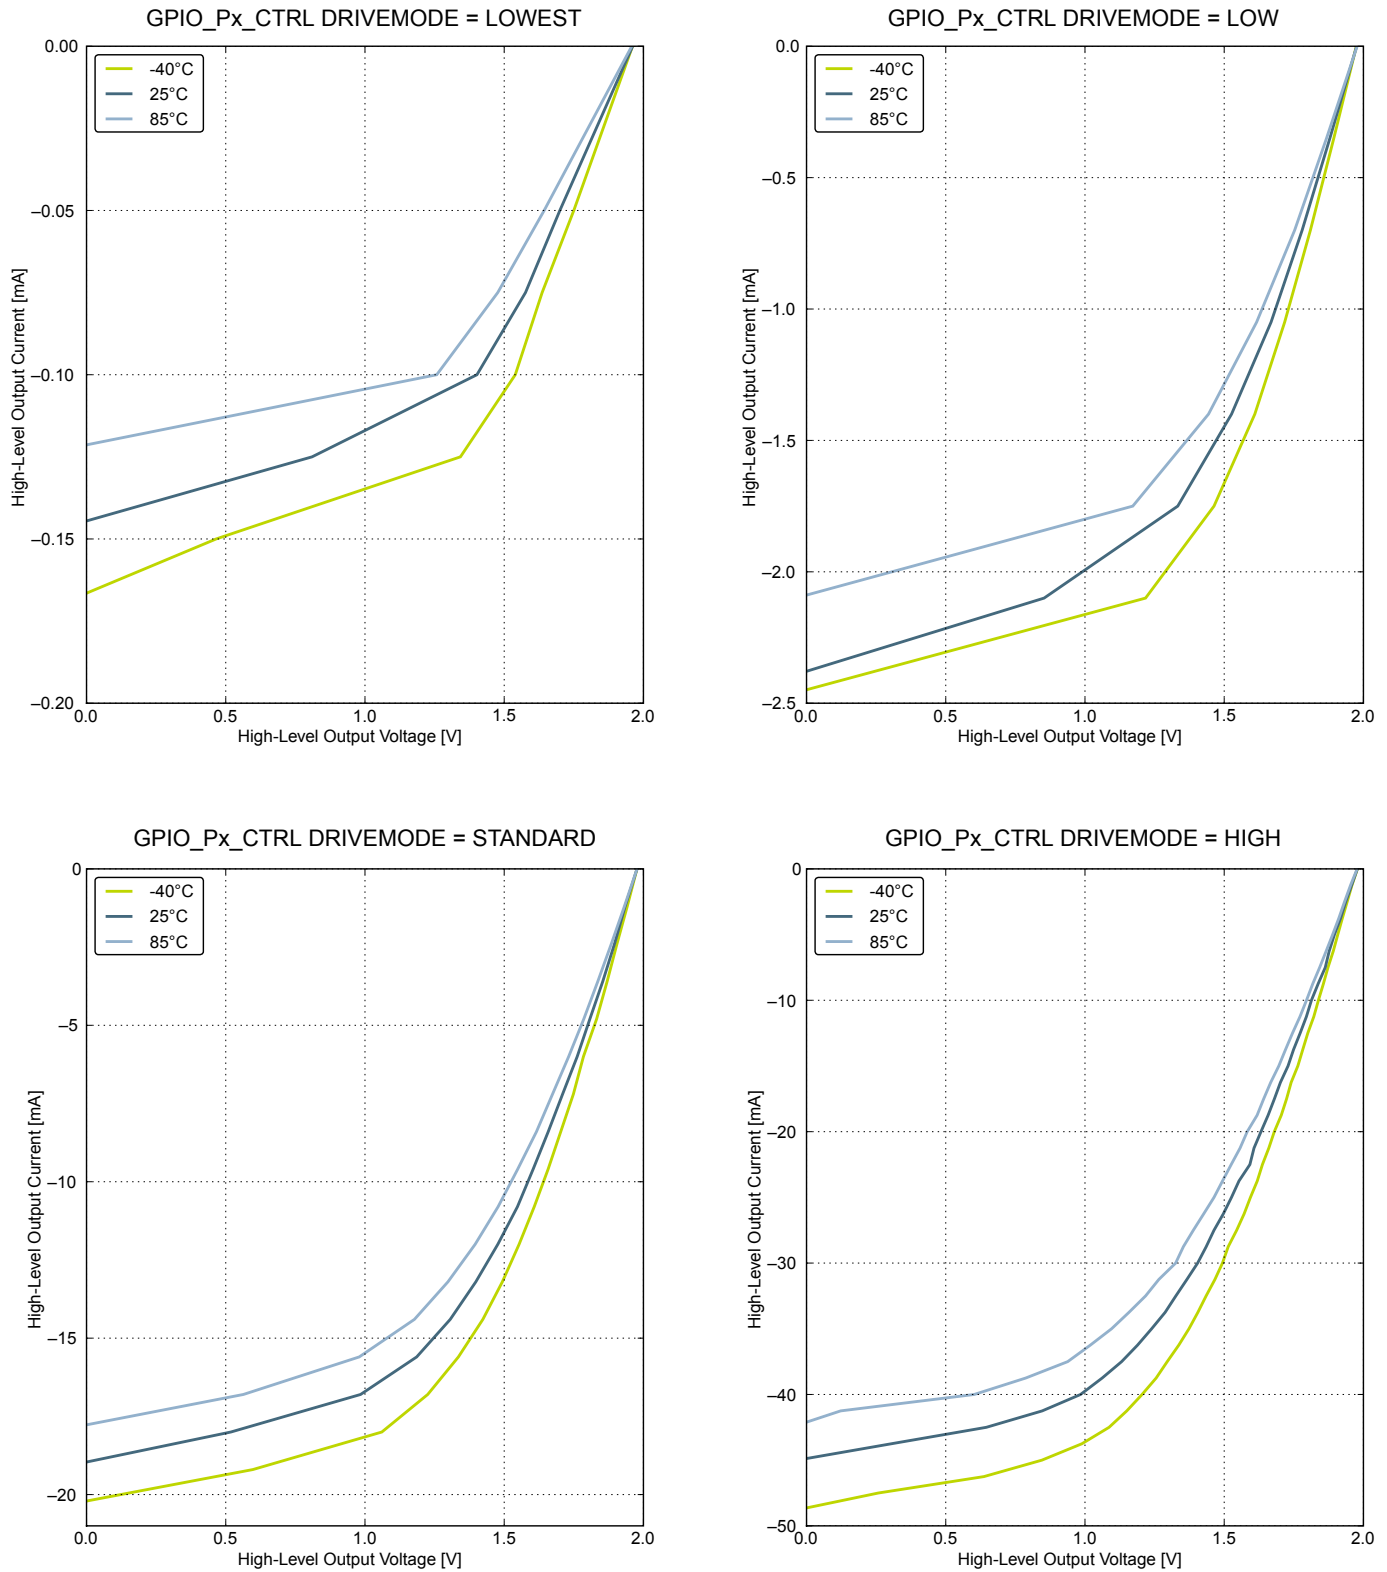 GPIO_Px_CTRL DRIVEMODE = LOWEST
0.00
–0.05
–0.10
–0.15
–0.20
High-Level Output Current [mA]
-40°C
25°C
85°C
0.0 0.5 1.0 1.5 2.0
High-Level Output Voltage [V]
GPIO_Px_CTRL DRIVEMODE = LOW
0.0
–0.5
–1.0
–1.5
–2.0
–2.5
High-Level Output Current [mA]
-40°C
25°C
85°C
0.0 0.5 1.0 1.5 2.0
High-Level Output Voltage [V]
GPIO_Px_CTRL DRIVEMODE = STANDARD
0
–5
–10
–15
–20
High-Level Output Current [mA]
-40°C
25°C
85°C
0.0 0.5 1.0 1.5 2.0
High-Level Output Voltage [V]
GPIO_Px_CTRL DRIVEMODE = HIGH
0
–10
–20
–30
–40
–50
High-Level Output Current [mA]
-40°C
25°C
85°C
0.0 0.5 1.0 1.5 2.0
High-Level Output Voltage [V]